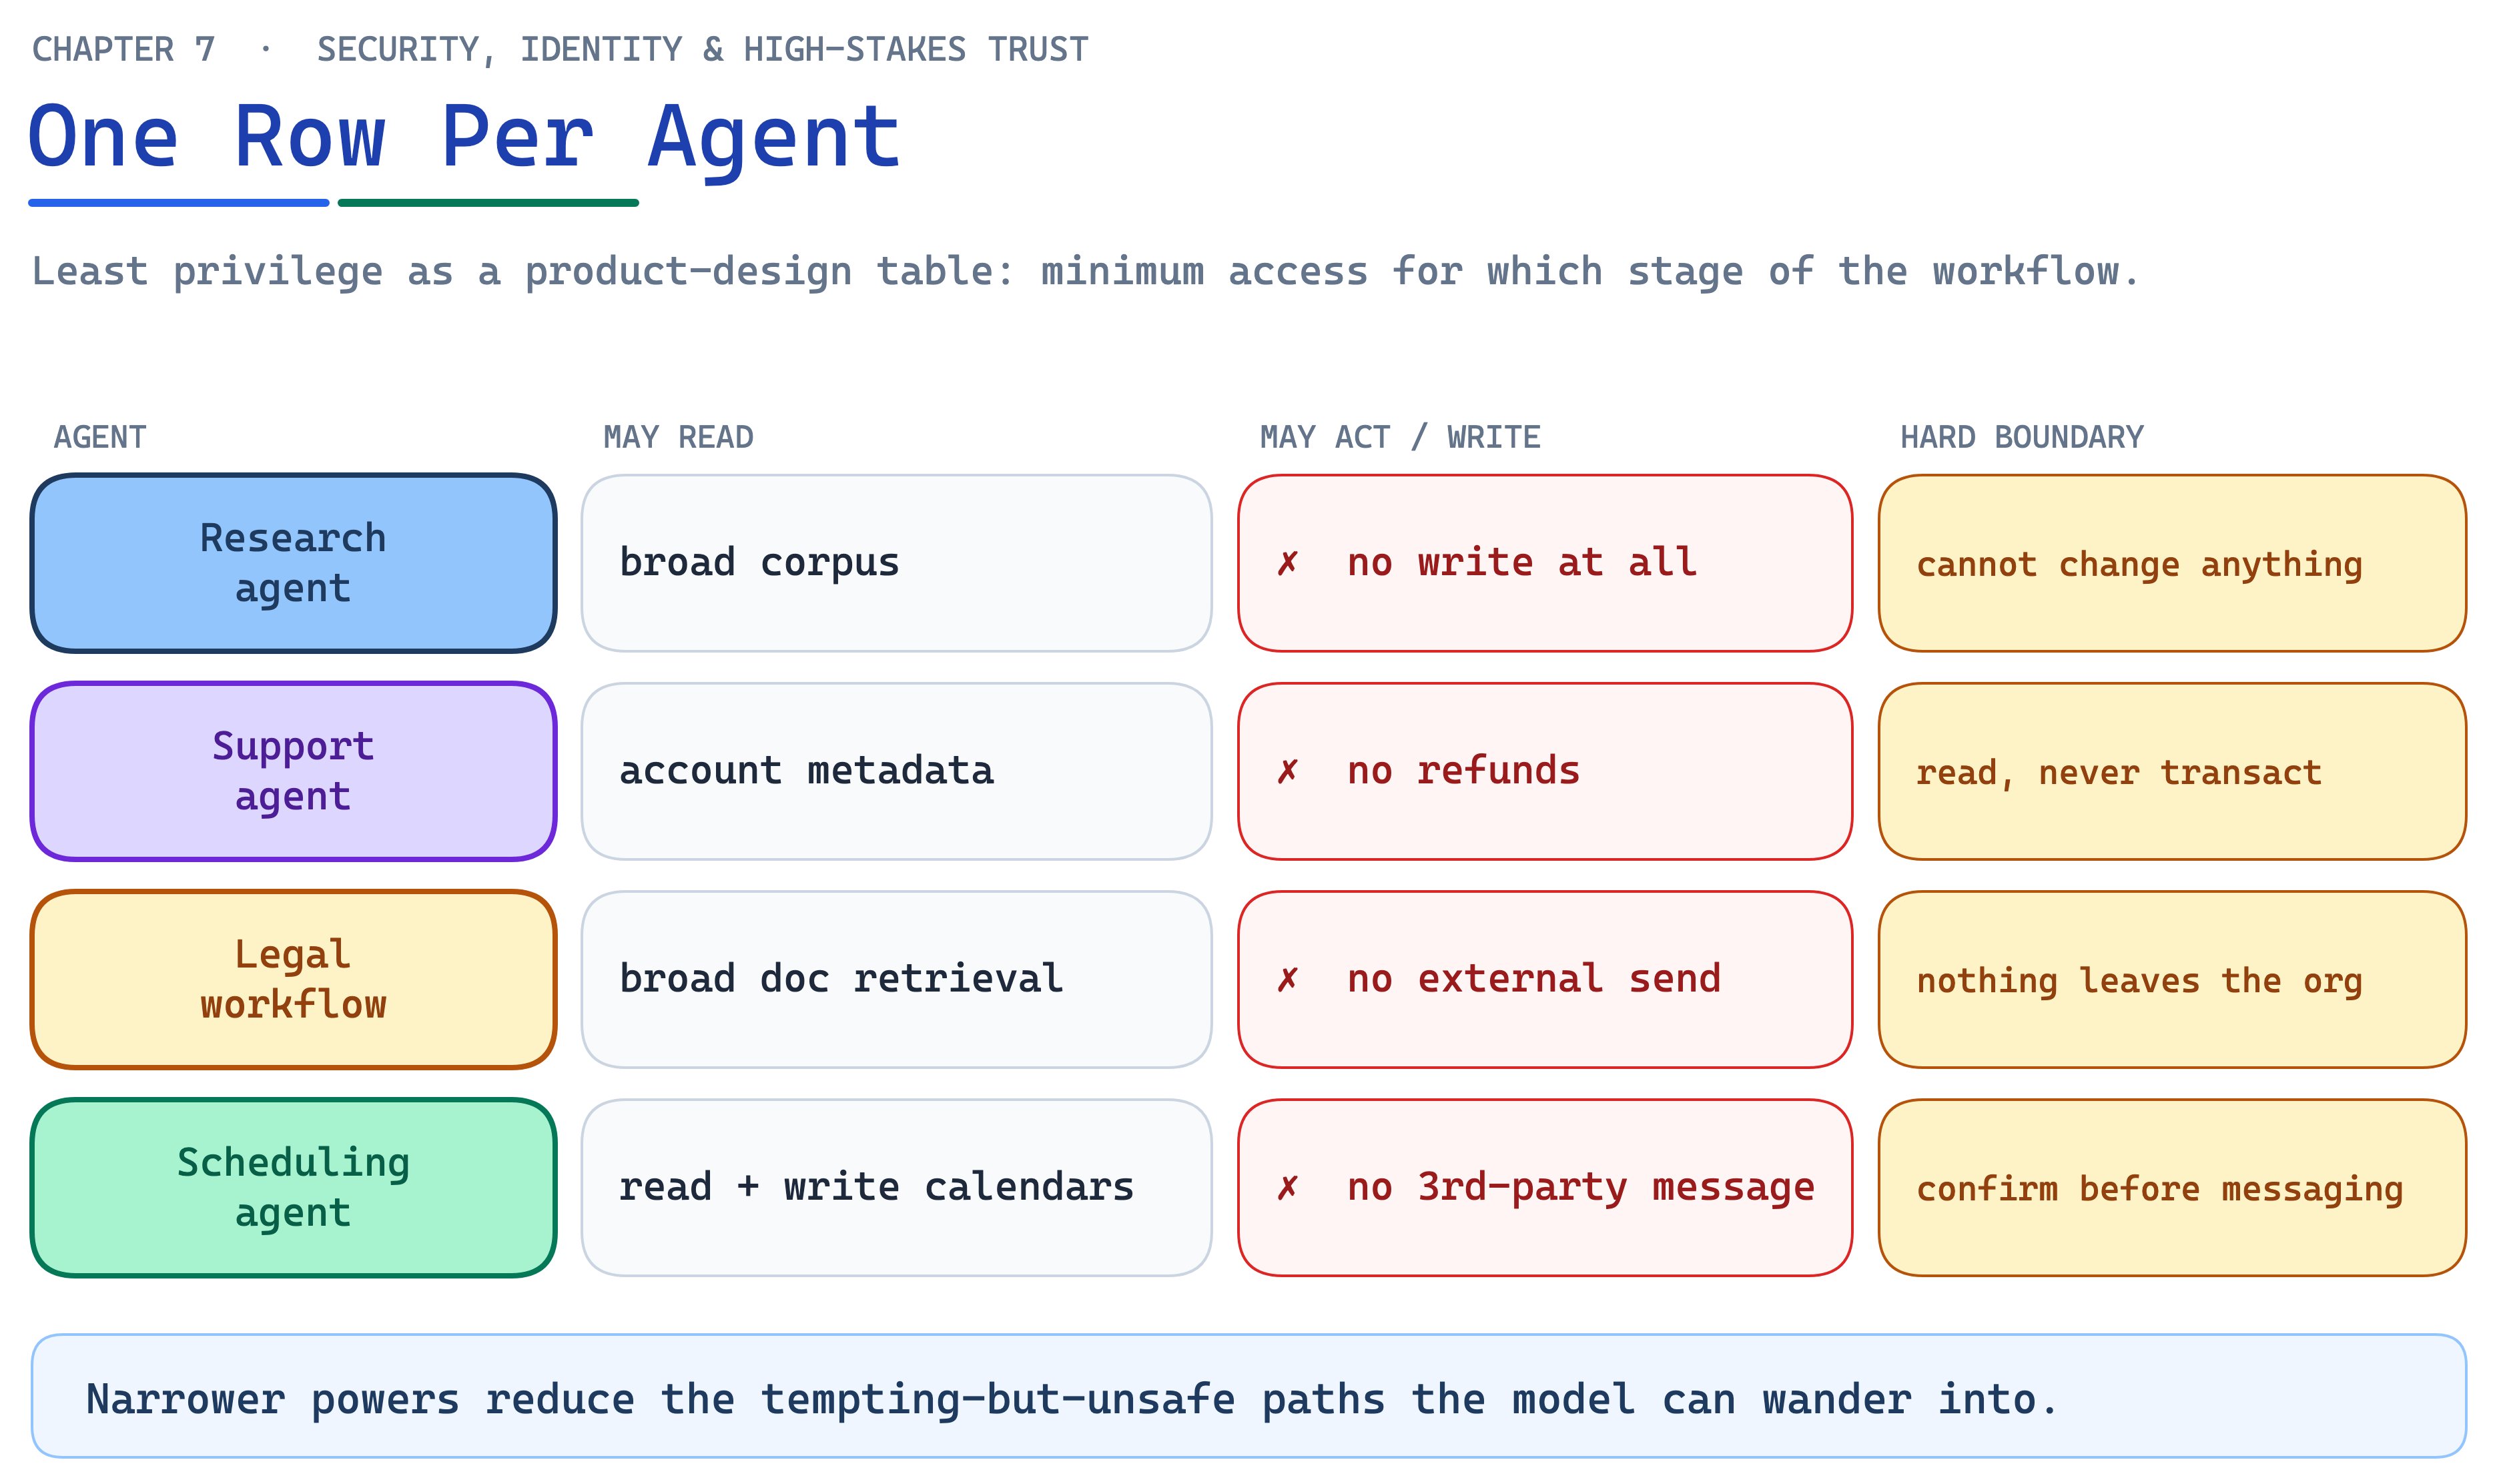 CHAPTER 7 · SECURITY, IDENTITY & HIGH-STAKES TRUST
One Row Per Agent
Least privilege as a product-design table: minimum access for which stage of the workflow.
AGENT MAY READ MAY ACT / WRITE HARD BOUNDARY
Research
agent
broad corpus
✗ no write at all
cannot change anything
Support
agent
account metadata
✗ no refunds
read, never transact
Legal
workflow
broad doc retrieval
✗ no external send
nothing leaves the org
Scheduling
agent
read + write calendars
✗ no 3rd-party message
confirm before messaging
Narrower powers reduce the tempting-but-unsafe paths the model can wander into.